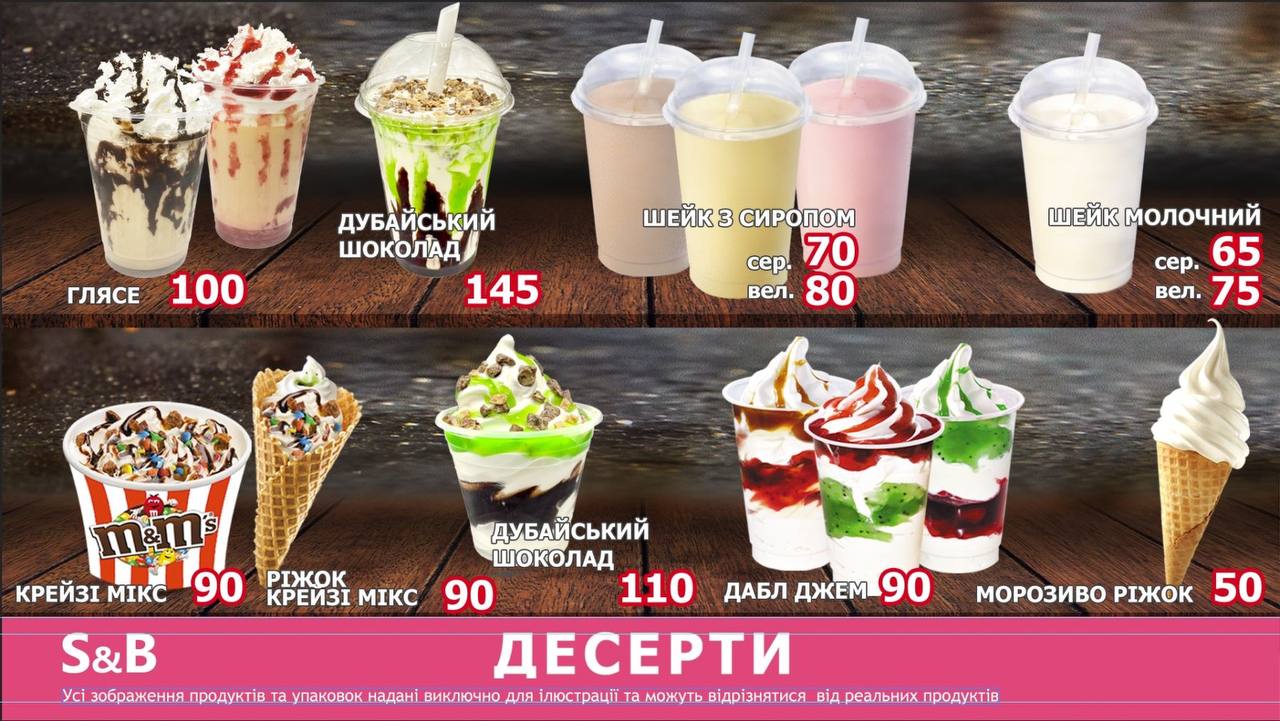 ГЛЯСЕ 100
ДУБАЙСЬКИЙ
ШОКОЛАД
145
ШЕЙК З СИРОПОМ
сер. 70
вел. 80
ШЕЙК МОЛОЧНИЙ
сер. 65
вел. 75
m&m's
КРЕЙЗІ МІКС 90
РІЖОК
КРЕЙЗІ МІКС 90
ДУБАЙСЬКИЙ
ШОКОЛАД
110
ДАБЛ ДЖЕМ 90
МОРОЗИВО РІЖОК 50
S&B
ДЕСЕРТИ
Усі зображення продуктів та упаковок надані виключно для ілюстрації та можуть відрізнятися від реальних продуктів